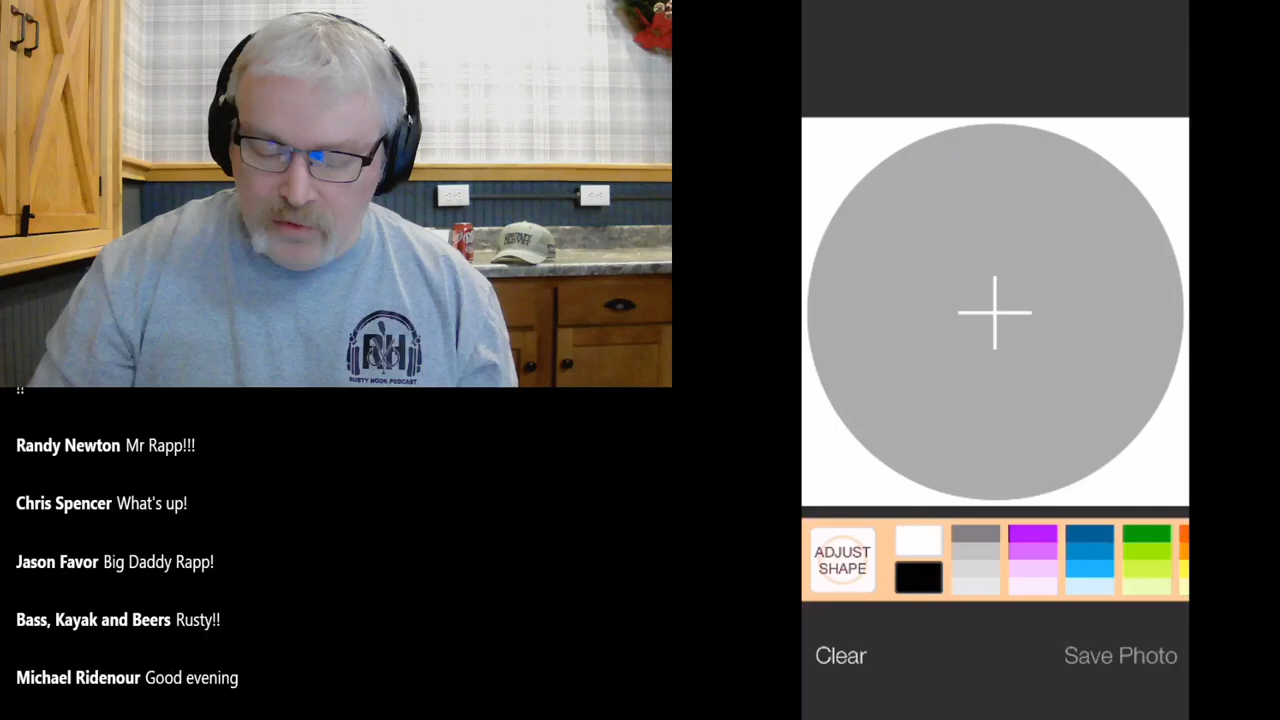 RH
RUSTY HOOK PODCAST
!!
Randy Newton Mr Rapp!!!
Chris Spencer What's up!
Jason Favor Big Daddy Rapp!
Bass, Kayak and Beers Rusty!!
Michael Ridenour Good evening
ADJUST
SHAPE
Clear
Save Photo